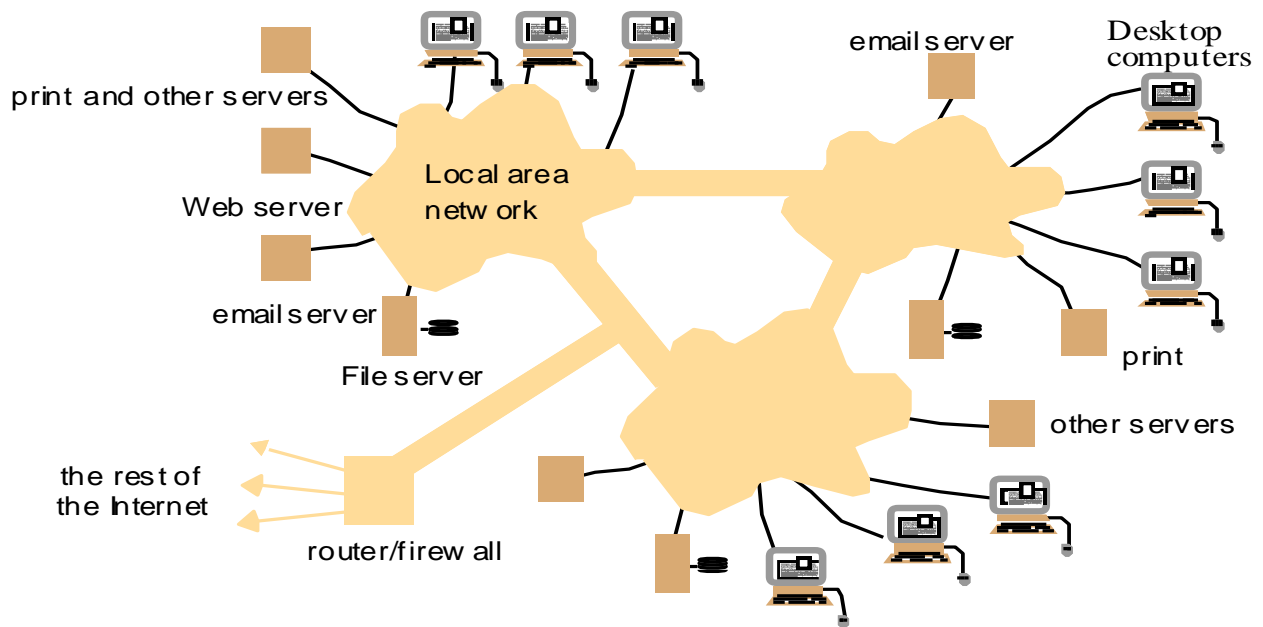 print and other servers
Web server
email server
File server
Local area
network
email server
Desktop
computers
print
other servers
the rest of
the Internet
router/firewall